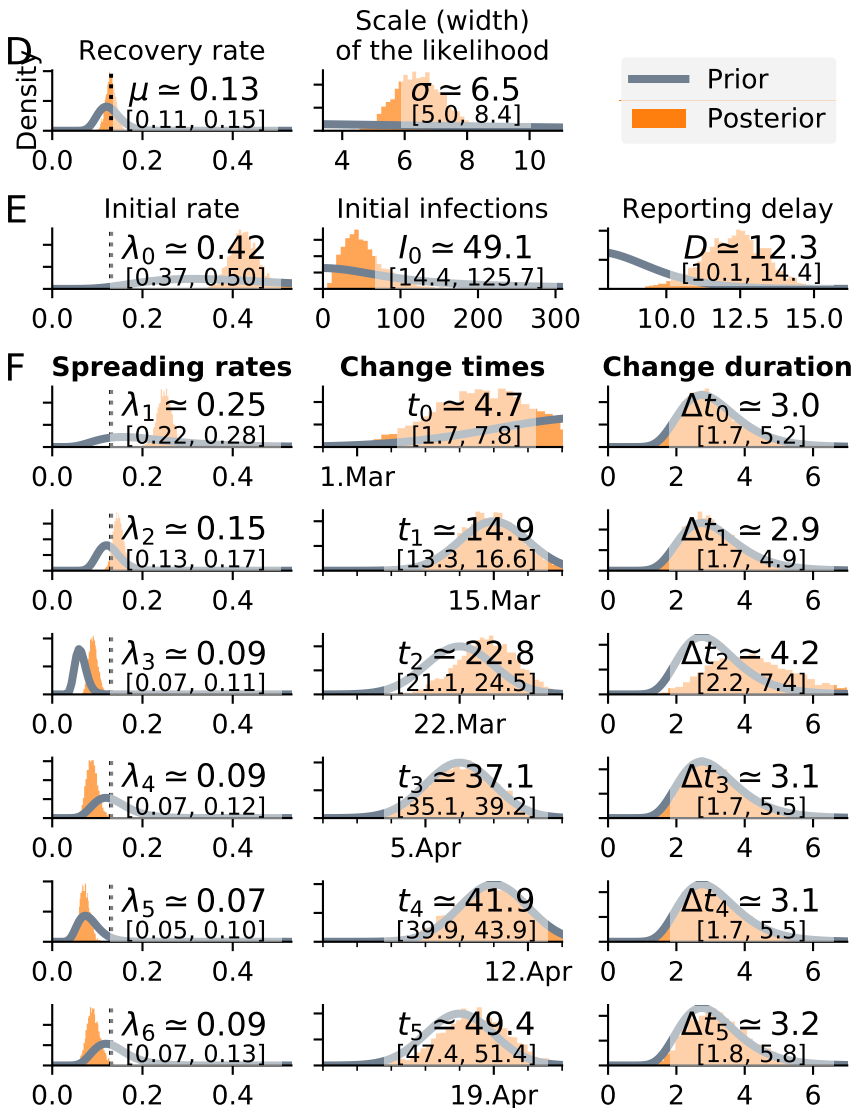 D
Density
Recovery rate
μ ≃ 0.13
[0.11, 0.15]
0.0 0.2 0.4
Scale (width)
of the likelihood
σ ≃ 6.5
[5.0, 8.4]
4 6 8 10
Prior
Posterior
E
Initial rate
λ0 ≃ 0.42
[0.37, 0.50]
0.0 0.2 0.4
Initial infections
I0 ≃ 49.1
[14.4, 125.7]
0 100 200 300
Reporting delay
D ≃ 12.3
[10.1, 14.4]
10.0 12.5 15.0
F
Spreading rates Change times Change duration
λ1 ≃ 0.25
[0.22, 0.28]
0.0 0.2 0.4
t0 ≃ 4.7
[1.7, 7.8]
1.Mar
Δt0 ≃ 3.0
[1.7, 5.2]
0 2 4 6
λ2 ≃ 0.15
[0.13, 0.17]
0.0 0.2 0.4
t1 ≃ 14.9
[13.3, 16.6]
15.Mar
Δt1 ≃ 2.9
[1.7, 4.9]
0 2 4 6
λ3 ≃ 0.09
[0.07, 0.11]
0.0 0.2 0.4
t2 ≃ 22.8
[21.1, 24.5]
22.Mar
Δt2 ≃ 4.2
[2.2, 7.4]
0 2 4 6
λ4 ≃ 0.09
[0.07, 0.12]
0.0 0.2 0.4
t3 ≃ 37.1
[35.1, 39.2]
5.Apr
Δt3 ≃ 3.1
[1.7, 5.5]
0 2 4 6
λ5 ≃ 0.07
[0.05, 0.10]
0.0 0.2 0.4
t4 ≃ 41.9
[39.9, 43.9]
12.Apr
Δt4 ≃ 3.1
[1.7, 5.5]
0 2 4 6
λ6 ≃ 0.09
[0.07, 0.13]
0.0 0.2 0.4
t5 ≃ 49.4
[47.4, 51.4]
19.Apr
Δt5 ≃ 3.2
[1.8, 5.8]
0 2 4 6